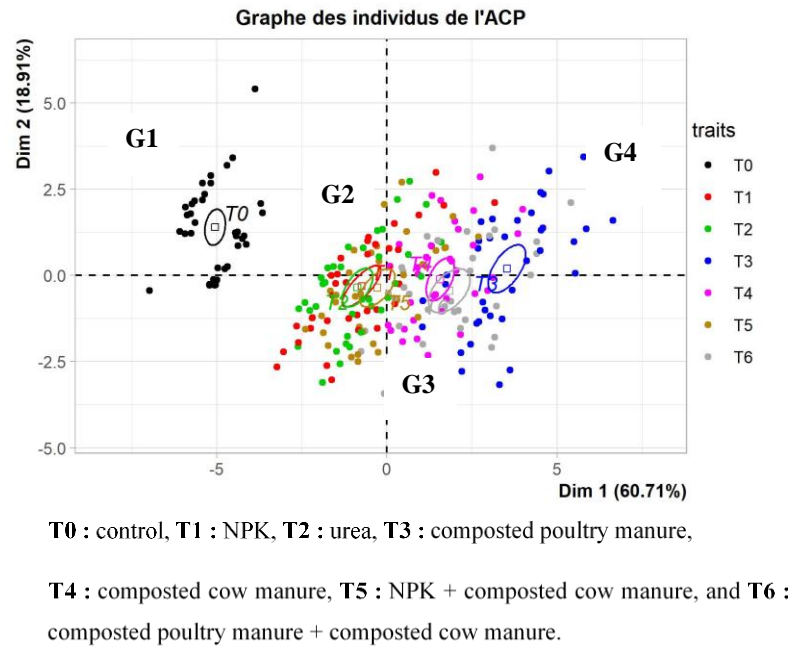 Graphe des individus de l'ACP
Dim 2 (18.91%)
5.0
2.5
0.0
-2.5
-5.0
G1
G2
G3
G4
T0
T2
T5
T4
T3
-5
0
5
Dim 1 (60.71%)
traits
T0
T1
T2
T3
T4
T5
T6
T0 : control, T1 : NPK, T2 : urea, T3 : composted poultry manure,
T4 : composted cow manure, T5 : NPK + composted cow manure, and T6 :
composted poultry manure + composted cow manure.